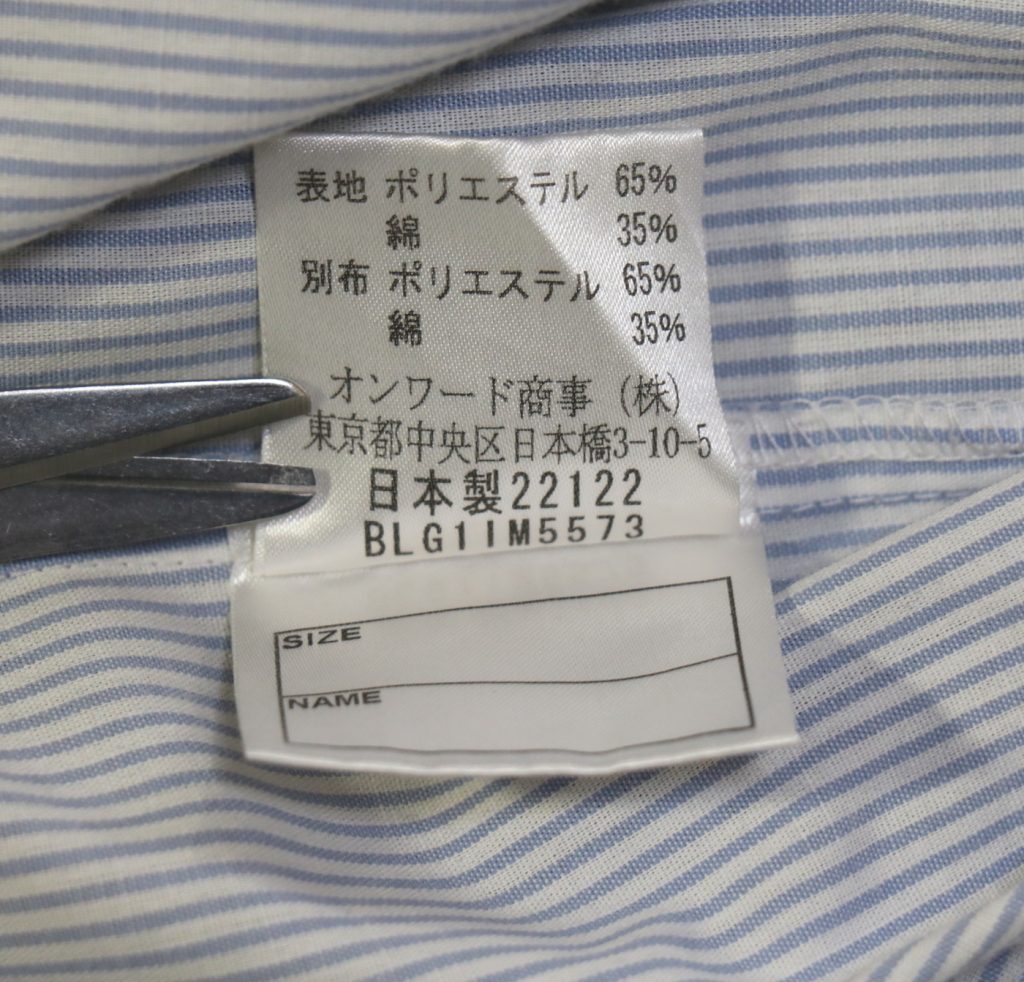 表地 ポリエステル 65%
綿 35%
別布 ポリエステル 65%
綿 35%
オンワード商事 (株)
東京都中央区日本橋3-10-5
日本製22122
BLG1IM5573
SIZE
NAME